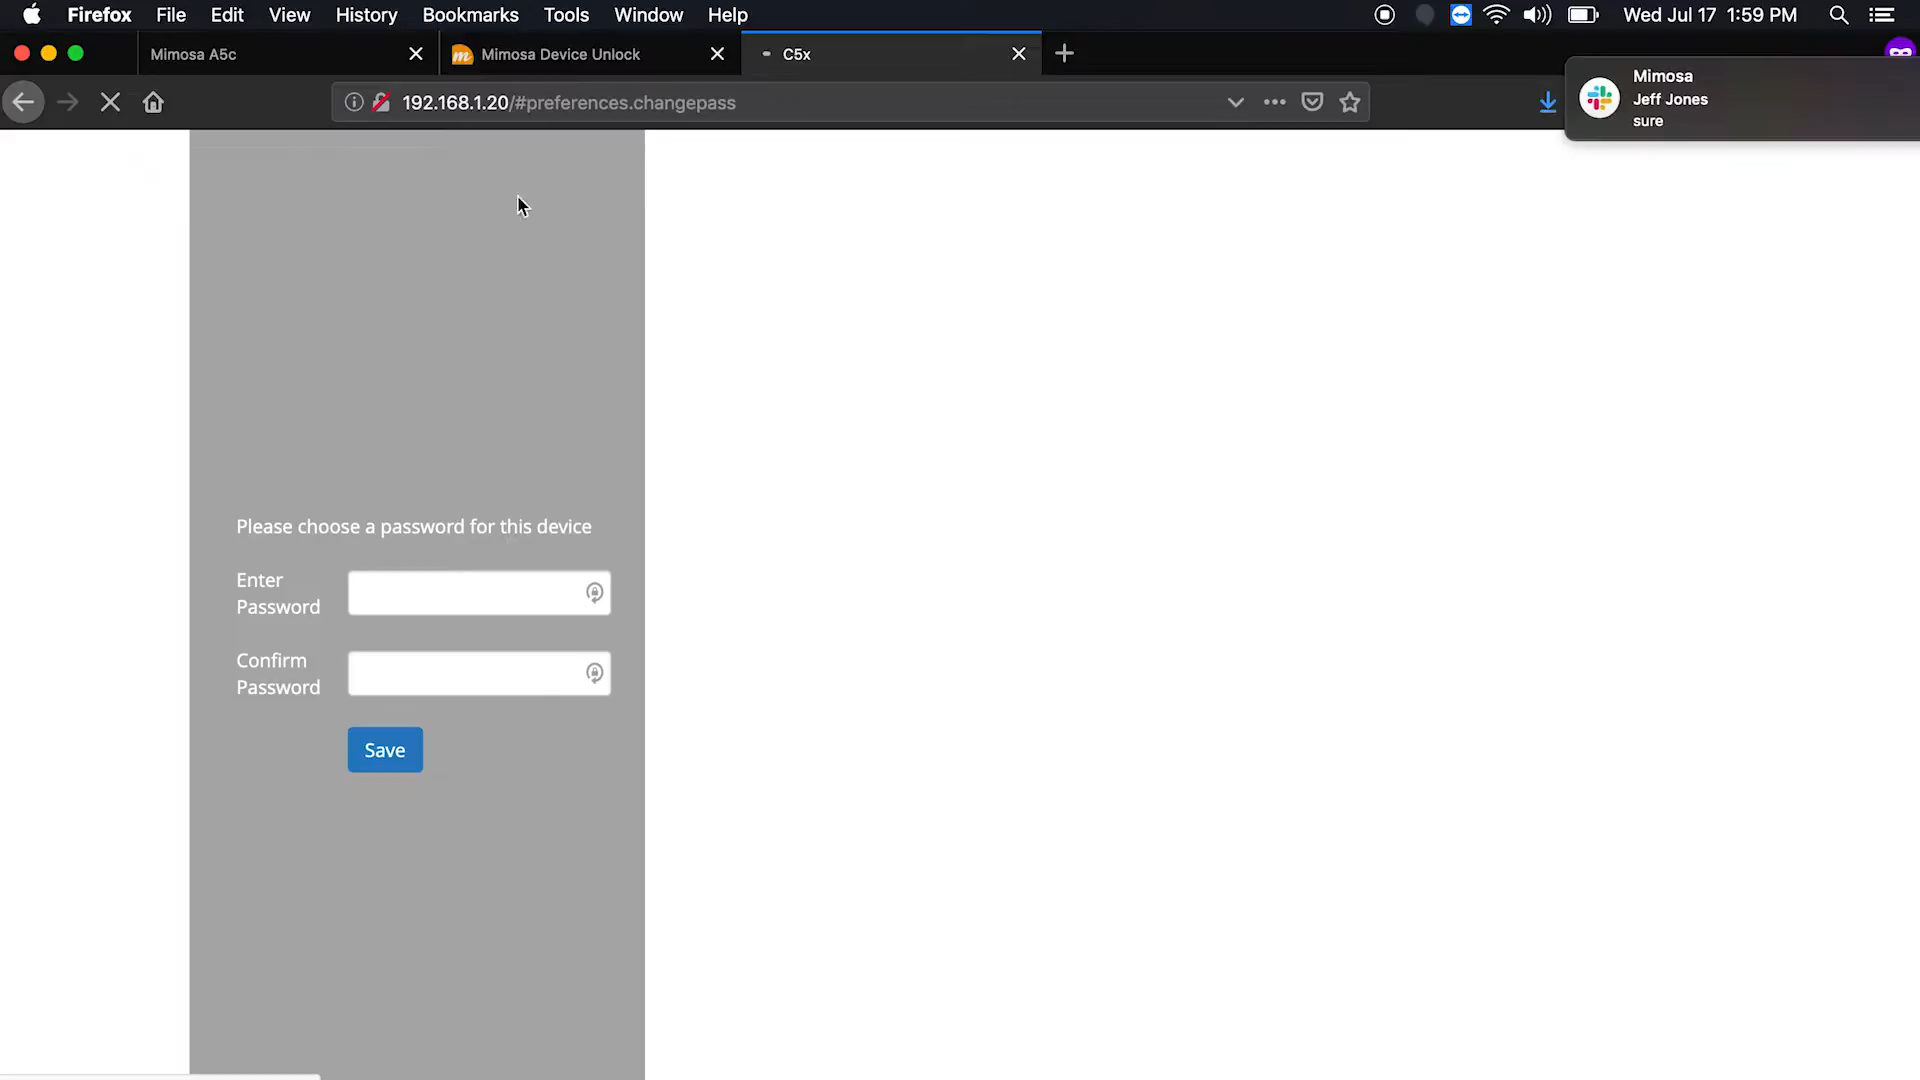 Firefox File Edit View History Bookmarks Tools Window Help Wed Jul 17 1:59 PM
Mimosa A5c Mimosa Device Unlock C5x
192.168.1.20/#preferences.changepass
Mimosa
Jeff Jones
sure
Please choose a password for this device
Enter
Password
Confirm
Password
Save